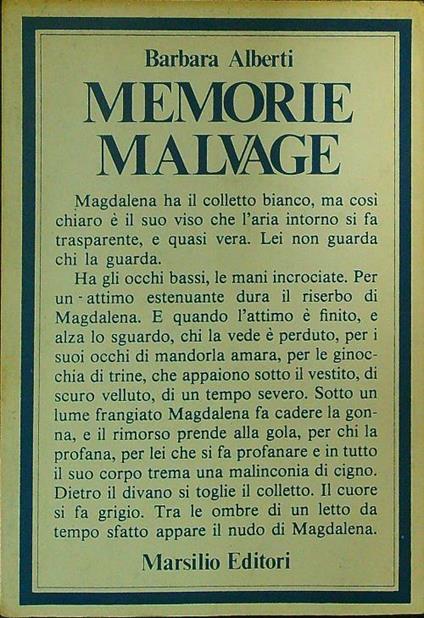 Barbara Alberti
MEMORIE
MALVAGE
Magdalena ha il colletto bianco, ma così
chiaro è il suo viso che l'aria intorno si fa
trasparente, e quasi vera. Lei non guarda
chi la guarda.
Ha gli occhi bassi, le mani incrociate. Per
un-attimo estenuante dura il riserbo di
Magdalena. E quando l'attimo è finito, e
alza lo sguardo, chi la vede è perduto, per i
suoi occhi di mandorla amara, per le ginoc-
chia di trine, che appaiono sotto il vestito, di
scuro velluto, di un tempo severo. Sotto un
lume frangiato Magdalena fa cadere la gon-
na, e il rimorso prende alla gola, per chi la
profana, per lei che si fa profanare e in tutto
il suo corpo trema una malinconia di cigno.
Dietro il divano si toglie il colletto. Il cuore
si fa grigio. Tra le ombre di un letto da
tempo sfatto appare il nudo di Magdalena.
Marsilio Editori